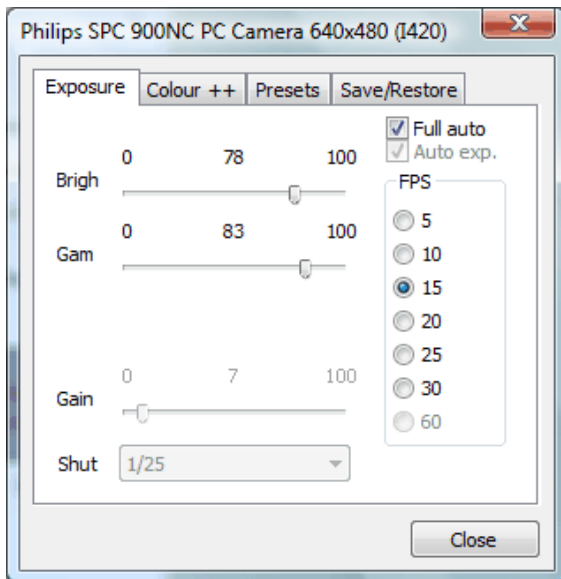 Philips SPC 900NC PC Camera 640x480 (I420)
Exposure Colour ++ Presets Save/Restore
Full auto
Auto exp.
0 78 100
Brigh
0 83 100
Gam
FPS
5
10
15
20
25
30
60
0 7 100
Gain
Shut 1/25
Close